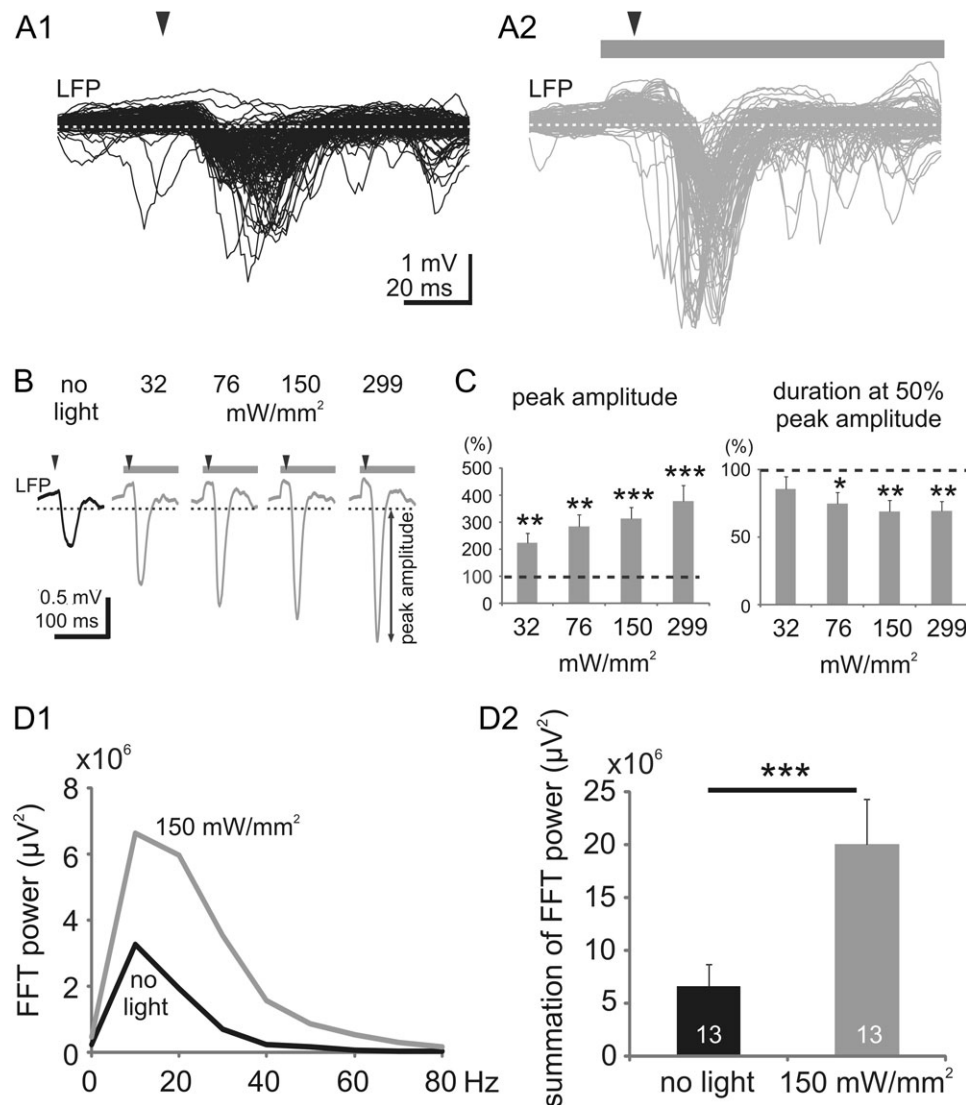 A1
LFP
1 mV
20 ms
A2
LFP
B
no light
32 76 150 299
mW/mm²
LFP
0.5 mV
100 ms
peak amplitude
C
peak amplitude
(%)
500
400
300
200
100
0
** ** *** ***
32 76 150 299
mW/mm²
duration at 50%
peak amplitude
(%)
100
50
0
* ** **
32 76 150 299
mW/mm²
D1
x10⁶
FFT power (µV²)
8
6
4
2
0
150 mW/mm²
no
light
0 20 40 60 80 Hz
D2
x10⁶
summation of FFT power (µV²)
25
20
15
10
5
0
***
13 13
no light 150 mW/mm²